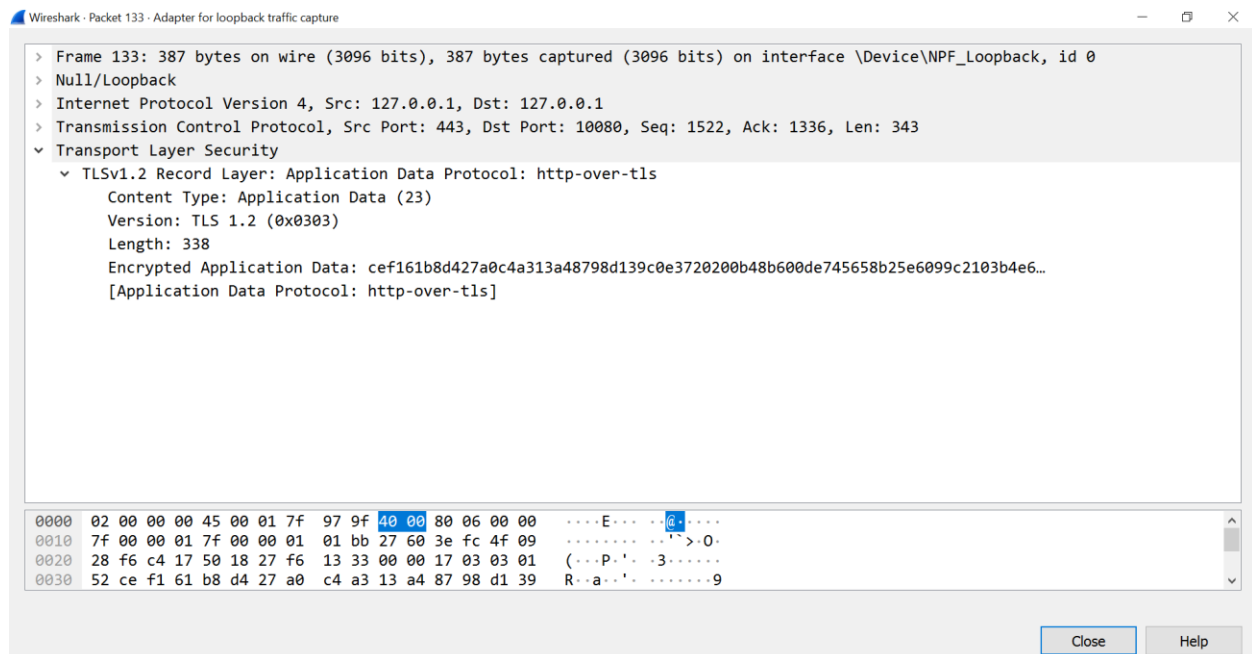 Wireshark · Packet 133 · Adapter for loopback traffic capture
> Frame 133: 387 bytes on wire (3096 bits), 387 bytes captured (3096 bits) on interface \Device\NPF_Loopback, id 0
> Null/Loopback
> Internet Protocol Version 4, Src: 127.0.0.1, Dst: 127.0.0.1
> Transmission Control Protocol, Src Port: 443, Dst Port: 10080, Seq: 1522, Ack: 1336, Len: 343
Transport Layer Security
TLSv1.2 Record Layer: Application Data Protocol: http-over-tls
Content Type: Application Data (23)
Version: TLS 1.2 (0x0303)
Length: 338
Encrypted Application Data: cef161b8d427a0c4a313a48798d139c0e3720200b48b600de745658b25e6099c2103b4e6…
[Application Data Protocol: http-over-tls]
0000 02 00 00 00 45 00 01 7f 97 9f 40 00 80 06 00 00 ····E··· ··@·····
0010 7f 00 00 01 7f 00 00 01 01 bb 27 60 3e fc 4f 09 ········ ··'`>·O·
0020 28 f6 c4 17 50 18 27 f6 13 33 00 00 17 03 03 01 (···P·'· ·3······
0030 52 ce f1 61 b8 d4 27 a0 c4 a3 13 a4 87 98 d1 39 R··a··'· ·······9
Close Help